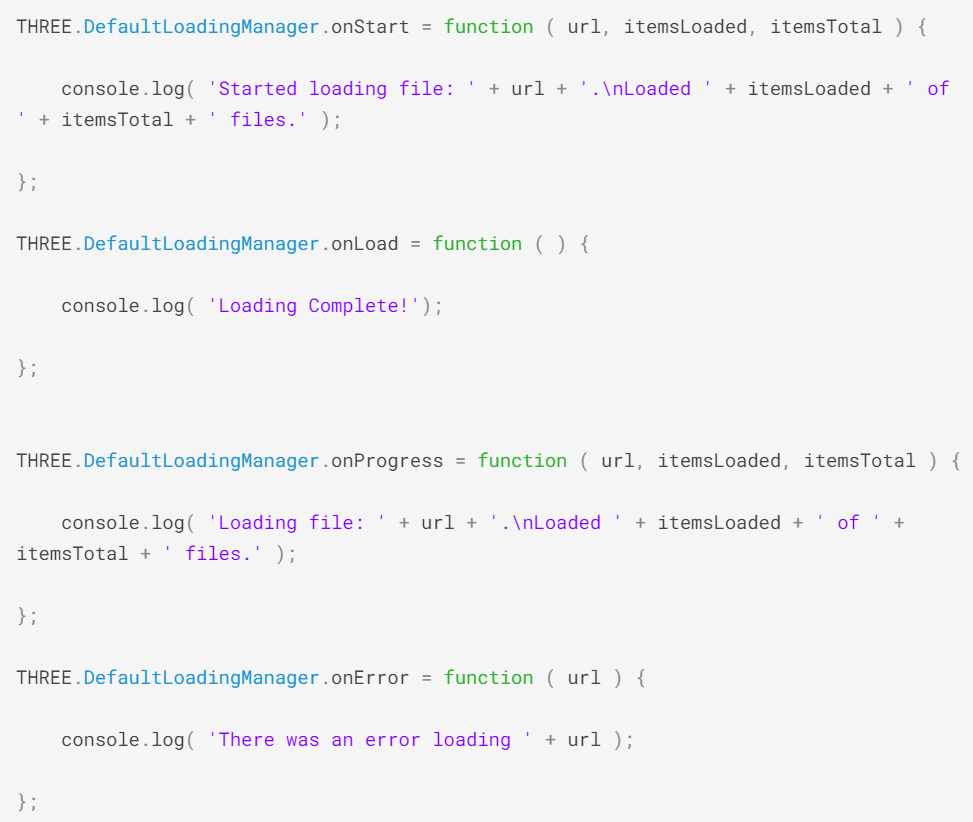 THREE.DefaultLoadingManager.onStart = function ( url, itemsLoaded, itemsTotal ) {
console.log( 'Started loading file: ' + url + '.\nLoaded ' + itemsLoaded + ' of
' + itemsTotal + ' files.' );
};
THREE.DefaultLoadingManager.onLoad = function ( ) {
console.log( 'Loading Complete!');
};
THREE.DefaultLoadingManager.onProgress = function ( url, itemsLoaded, itemsTotal ) {
console.log( 'Loading file: ' + url + '.\nLoaded ' + itemsLoaded + ' of ' +
itemsTotal + ' files.' );
};
THREE.DefaultLoadingManager.onError = function ( url ) {
console.log( 'There was an error loading ' + url );
};